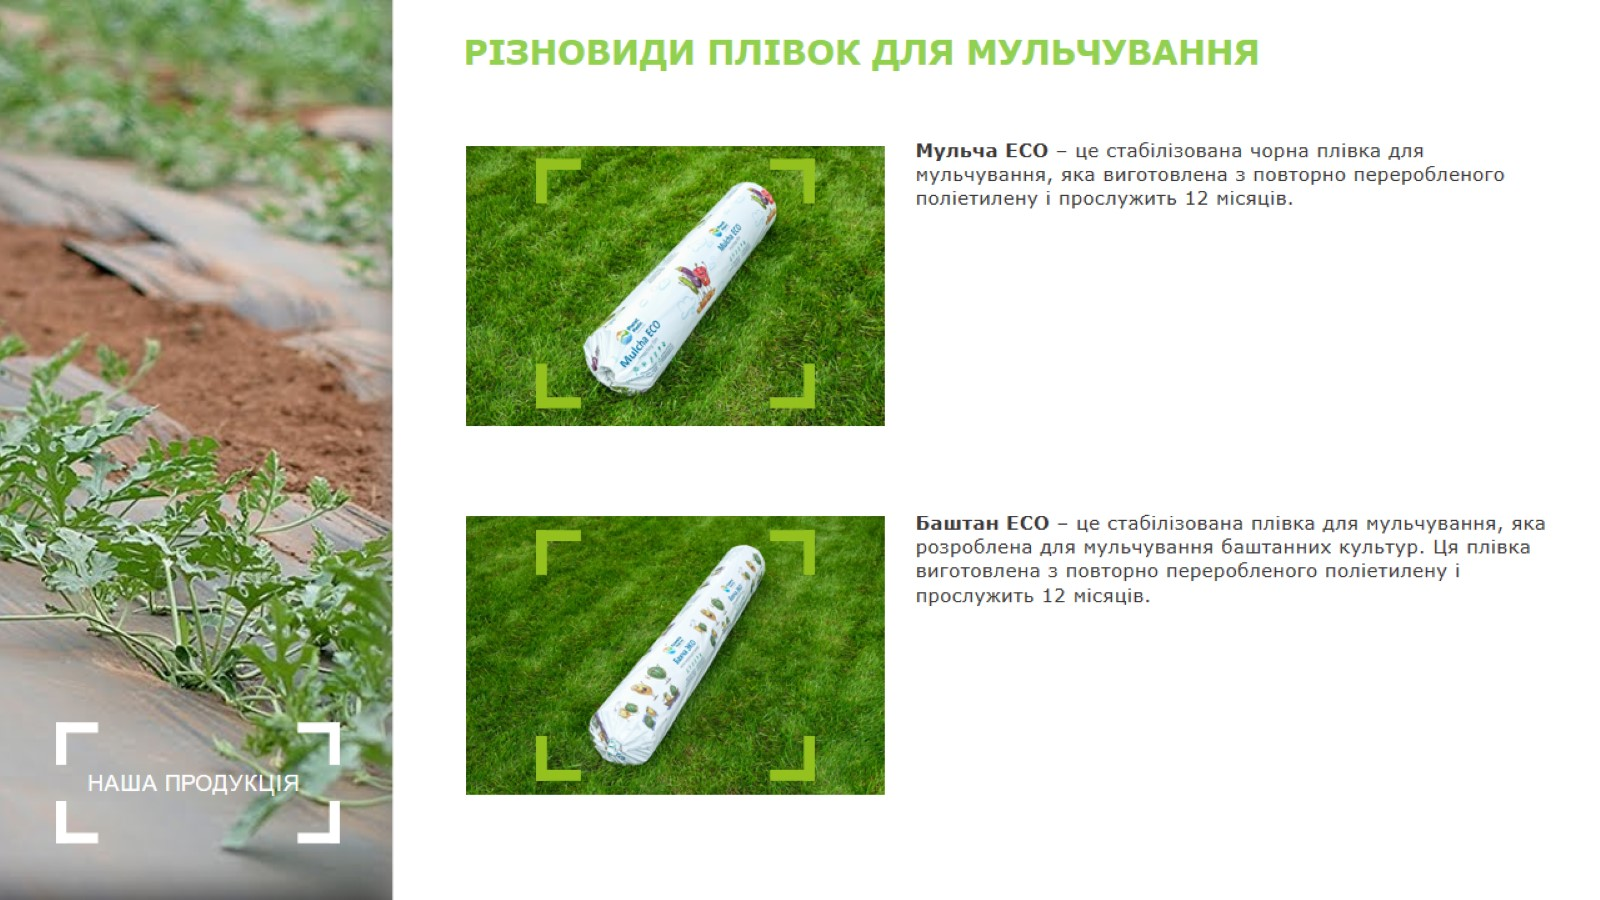 РІЗНОВИДИ ПЛІВОК ДЛЯ МУЛЬЧУВАННЯ
Мульча ECO – це стабілізована чорна плівка для
мульчування, яка виготовлена з повторно переробленого
поліетилену і прослужить 12 місяців.
Mulcha ECO
Mulcha ECO
Баштан ECO – це стабілізована плівка для мульчування, яка
розроблена для мульчування баштанних культур. Ця плівка
виготовлена з повторно переробленого поліетилену і
прослужить 12 місяців.
НАША ПРОДУКЦІЯ